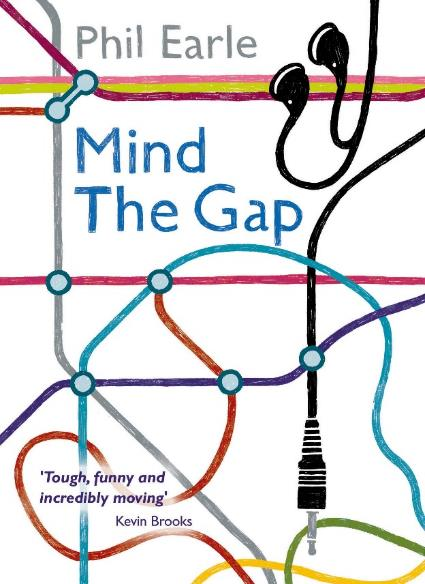 Phil Earle
Mind
The Gap
'Tough, funny and
incredibly moving'
Kevin Brooks